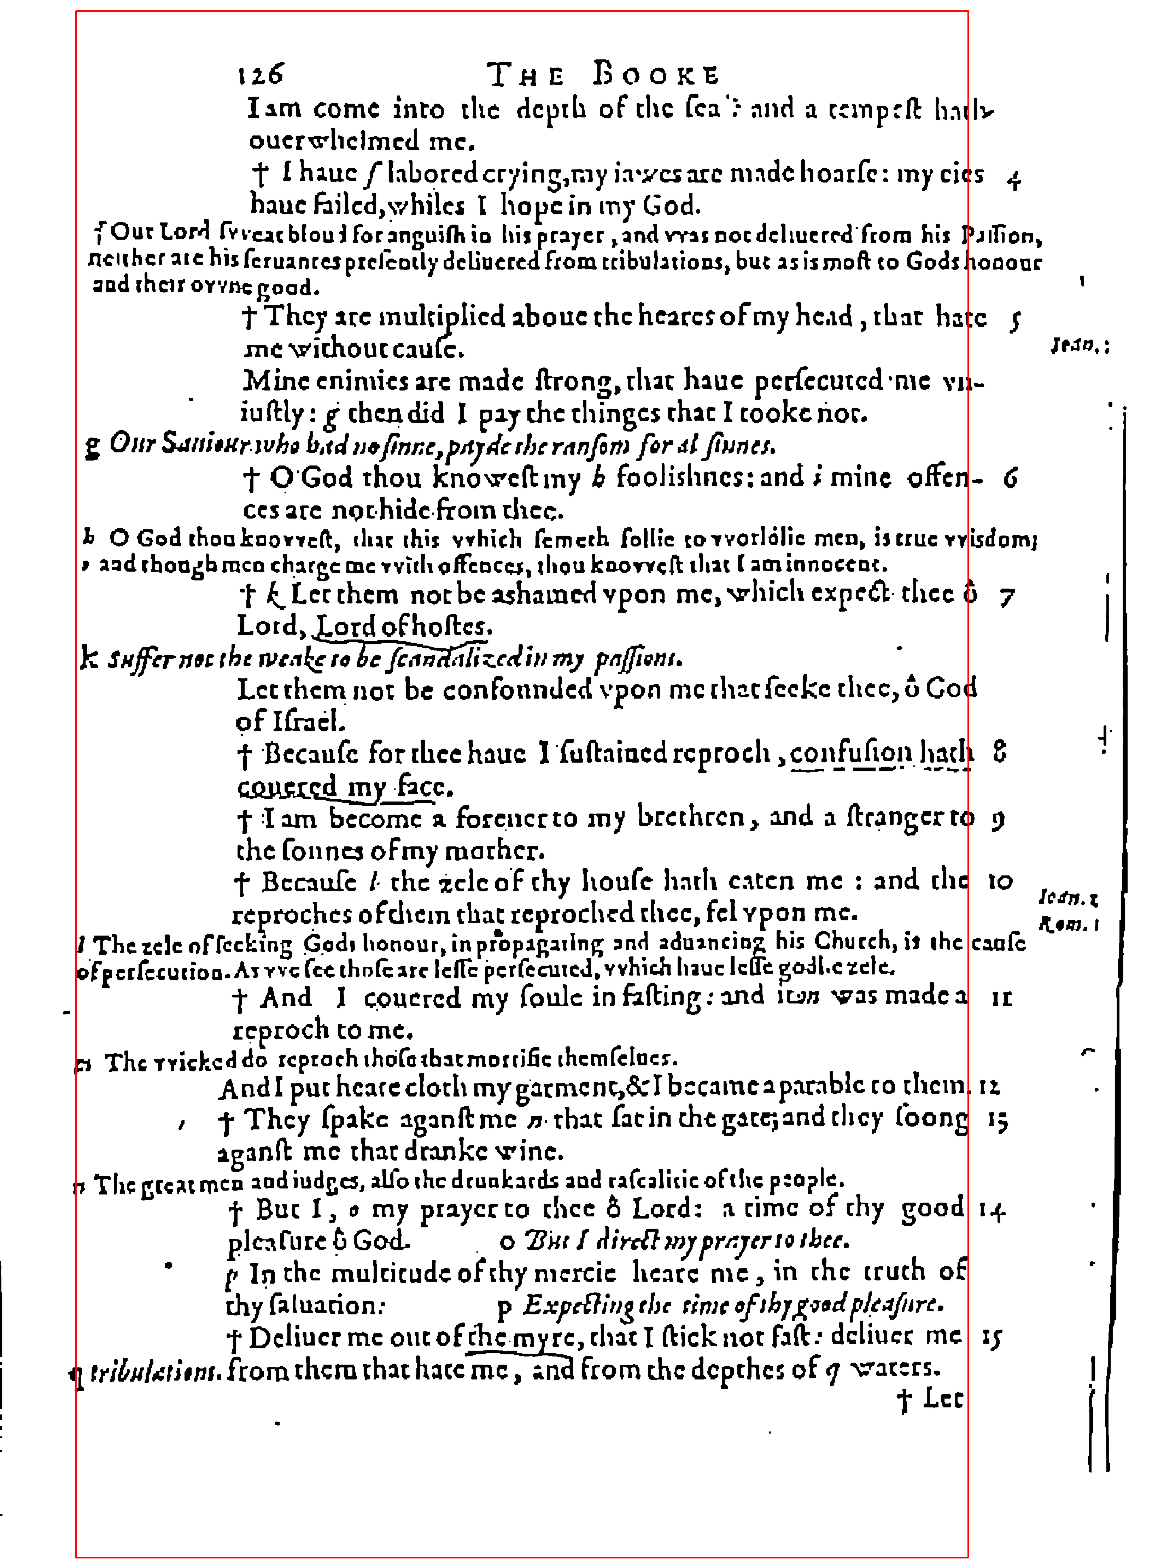 126 THE BOOKE
I am come into the depth of the ſea: and a tempeſt hath
ouerwhelmed me.
† I haue ſ labored crying, my iawes are made hoarſe: my eies 4
haue failed, whiles I hope in my God.
ſ Our Lord ſvveat bloud for anguiſh in his prayer, and vvas not deliuered from his Paſſion,
neither are his ſeruantes preſently deliuered from tribulations, but as is moſt to Gods honour
and their ovvne good.
† They are multiplied aboue the heares of my head, that hate 5
me without cauſe. Ioan.
Mine enimies are made ſtrong, that haue perſecuted me vn-
iuſtly: g then did I pay the thinges that I tooke not.
g Our Sauiour who had no ſinne, payde the ranſom for al ſinnes.
† O God thou knoweſt my h fooliſhnes: and i mine offen- 6
ces are not hide from thee.
h O God thou knovveſt, that this vvhich ſemeth follie to vvorldlie men, is true vvisdom;
i and though men charge me vvith offences, thou knovveſt that I am innocent.
† k Let them not be aſhamed vpon me, which expect thee ô 7
Lord, Lord of hoſtes.
k Suffer not the weake to be ſcandalized in my paſſions.
Let them not be confounded vpon me that ſeeke thee, ô God
of Iſrael.
† Becauſe for thee haue I ſuſtained reproch, confuſion hath 8
couered my face.
† I am become a forener to my brethren, and a ſtranger to 9
the ſonnes of my mother.
† Becauſe l the zele of thy houſe hath eaten me: and the 10
Ioan. 2
reproches of them that reproched thee, fel vpon me.
Rom. 1
l The zele of ſeeking Gods honour, in propagating and aduancing his Church, is the cauſe
of perſecution. As vve ſee thoſe are leſſe perſecuted, vvhich haue leſſe godlie zele.
† And I couered my ſoule in faſting: and it m was made a 11
reproch to me.
m The vvicked do reproch thoſe that mortifie themſelues.
And I put heare cloth my garment, & I became a parable to them. 12
† They ſpake aganſt me n that ſat in the gate; and they ſoong 13
aganſt me that dranke wine.
n The great men and iudges, alſo the drunkards and raſcalitie of the people.
† But I, o my prayer to thee ô Lord: a time of thy good 14
pleaſure ô God. o But I direct my prayer to thee.
p In the multitude of thy mercie heare me, in the truth of
thy ſaluation: p Expecting the time of thy good pleaſure.
† Deliuer me out of the myre, that I ſtick not faſt: deliuer me 15
q tribulations. from them that hate me, and from the depthes of q waters.
† Let